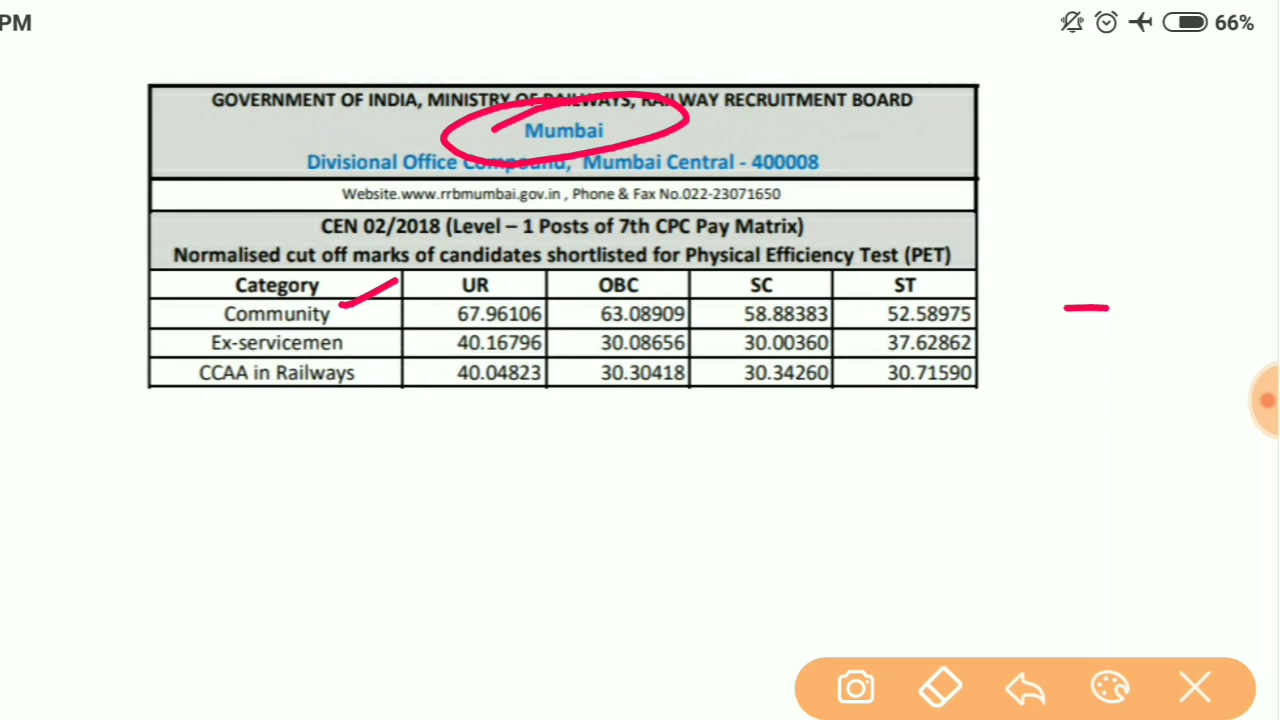 PM 66%
GOVERNMENT OF INDIA, MINISTRY OF RAILWAYS, RAILWAY RECRUITMENT BOARD
Mumbai
Divisional Office Compound, Mumbai Central - 400008
Website.www.rrbmumbai.gov.in , Phone & Fax No.022-23071650
CEN 02/2018 (Level – 1 Posts of 7th CPC Pay Matrix)
Normalised cut off marks of candidates shortlisted for Physical Efficiency Test (PET)
Category UR OBC SC ST
Community 67.96106 63.08909 58.88383 52.58975
Ex-servicemen 40.16796 30.08656 30.00360 37.62862
CCAA in Railways 40.04823 30.30418 30.34260 30.71590